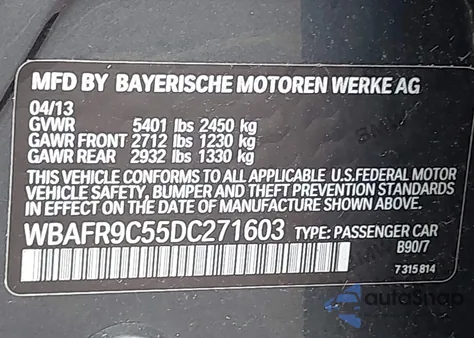 MFD BY BAYERISCHE MOTOREN WERKE AG
04/13
GVWR 5401 lbs 2450 kg
GAWR FRONT 2712 lbs 1230 kg
GAWR REAR 2932 lbs 1330 kg
THIS VEHICLE CONFORMS TO ALL APPLICABLE U.S.FEDERAL MOTOR
VEHICLE SAFETY, BUMPER AND THEFT PREVENTION STANDARDS IN
EFFECT ON THE DATE OF MANUFACTURE SHOWN ABOVE.
WBAFR9C55DC271603 TYPE: PASSENGER CAR
B90/7
7 315 814
autoSnap